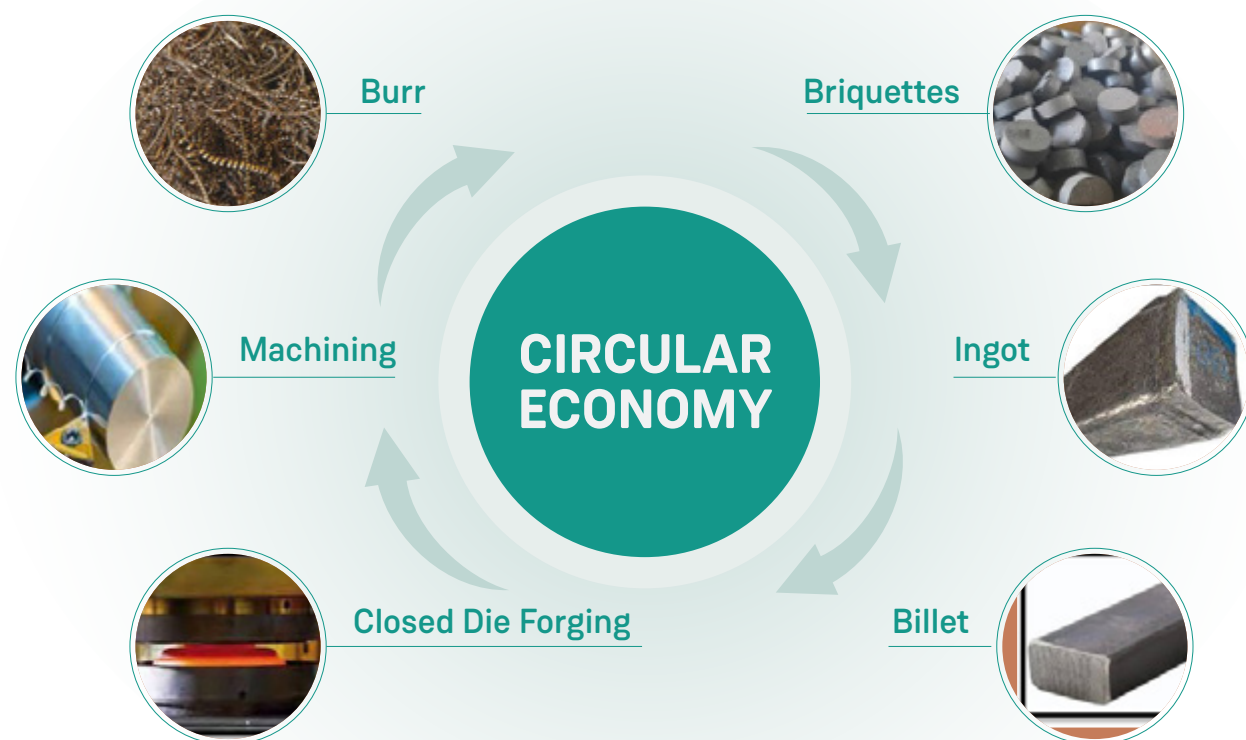 Burr
Briquettes
Machining
CIRCULAR
ECONOMY
Ingot
Closed Die Forging
Billet